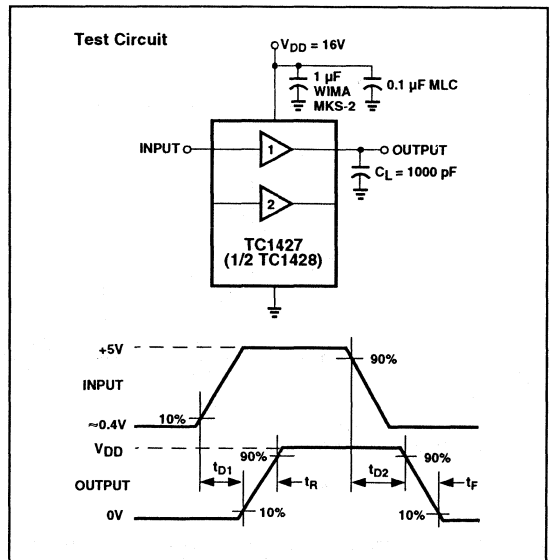 Test Circuit
VDD = 16V
1 µF
WIMA
MKS-2
0.1 µF MLC
INPUT
1
OUTPUT
CL = 1000 pF
2
TC1427
(1/2 TC1428)
+5V
90%
INPUT
10%
≈0.4V
VDD
90%
tD1
tR
tD2
90%
tF
OUTPUT
10%
10%
0V